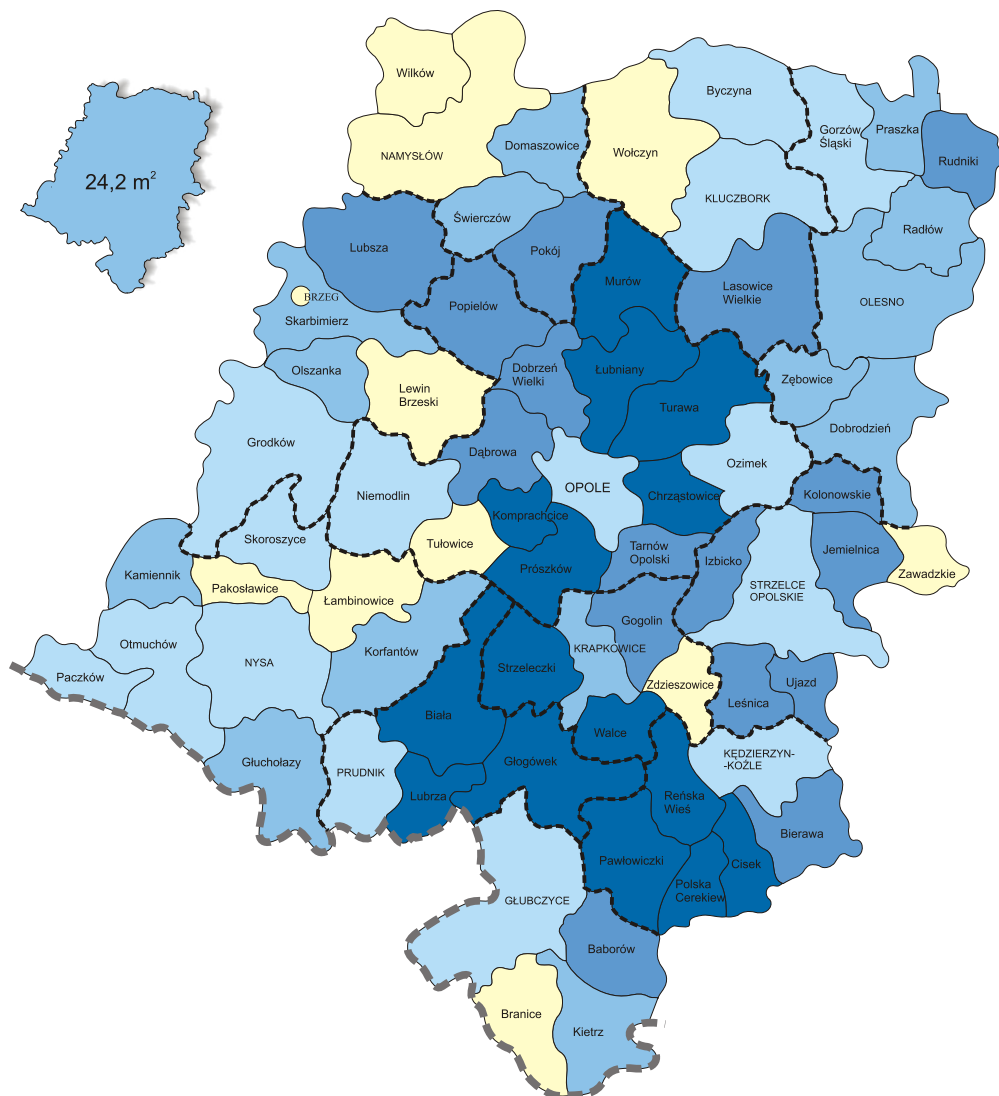 Wilków
Byczyna
24,2 m²
NAMYSŁÓW
Domaszowice
Wołczyn
Gorzów
Śląski
Praszka
Rudniki
KLUCZBORK
Świerczów
Radłów
Lubsza
Pokój
Murów
Lasowice
Wielkie
OLESNO
BRZEG
Skarbimierz
Popielów
Olszanka
Dobrzeń
Wielki
Łubniany
Zębowice
Lewin
Brzeski
Turawa
Dobrodzień
Grodków
Dąbrowa
Ozimek
Niemodlin
OPOLE
Chrząstowice
Kolonowskie
Komprachcice
Skoroszyce
Tułowice
Tarnów
Opolski
Izbicko
Jemielnica
Kamiennik
Prószków
Zawadzkie
Pakosławice
Łambinowice
STRZELCE
OPOLSKIE
Gogolin
Otmuchów
NYSA
Korfantów
KRAPKOWICE
Paczków
Strzeleczki
Zdzieszowice
Ujazd
Leśnica
Biała
Walce
Głuchołazy
PRUDNIK
Głogówek
KĘDZIERZYN-
-KOŹLE
Lubrza
Reńska
Wieś
Bierawa
Pawłowiczki
Cisek
Polska
Cerekiew
GŁUBCZYCE
Baborów
Branice
Kietrz